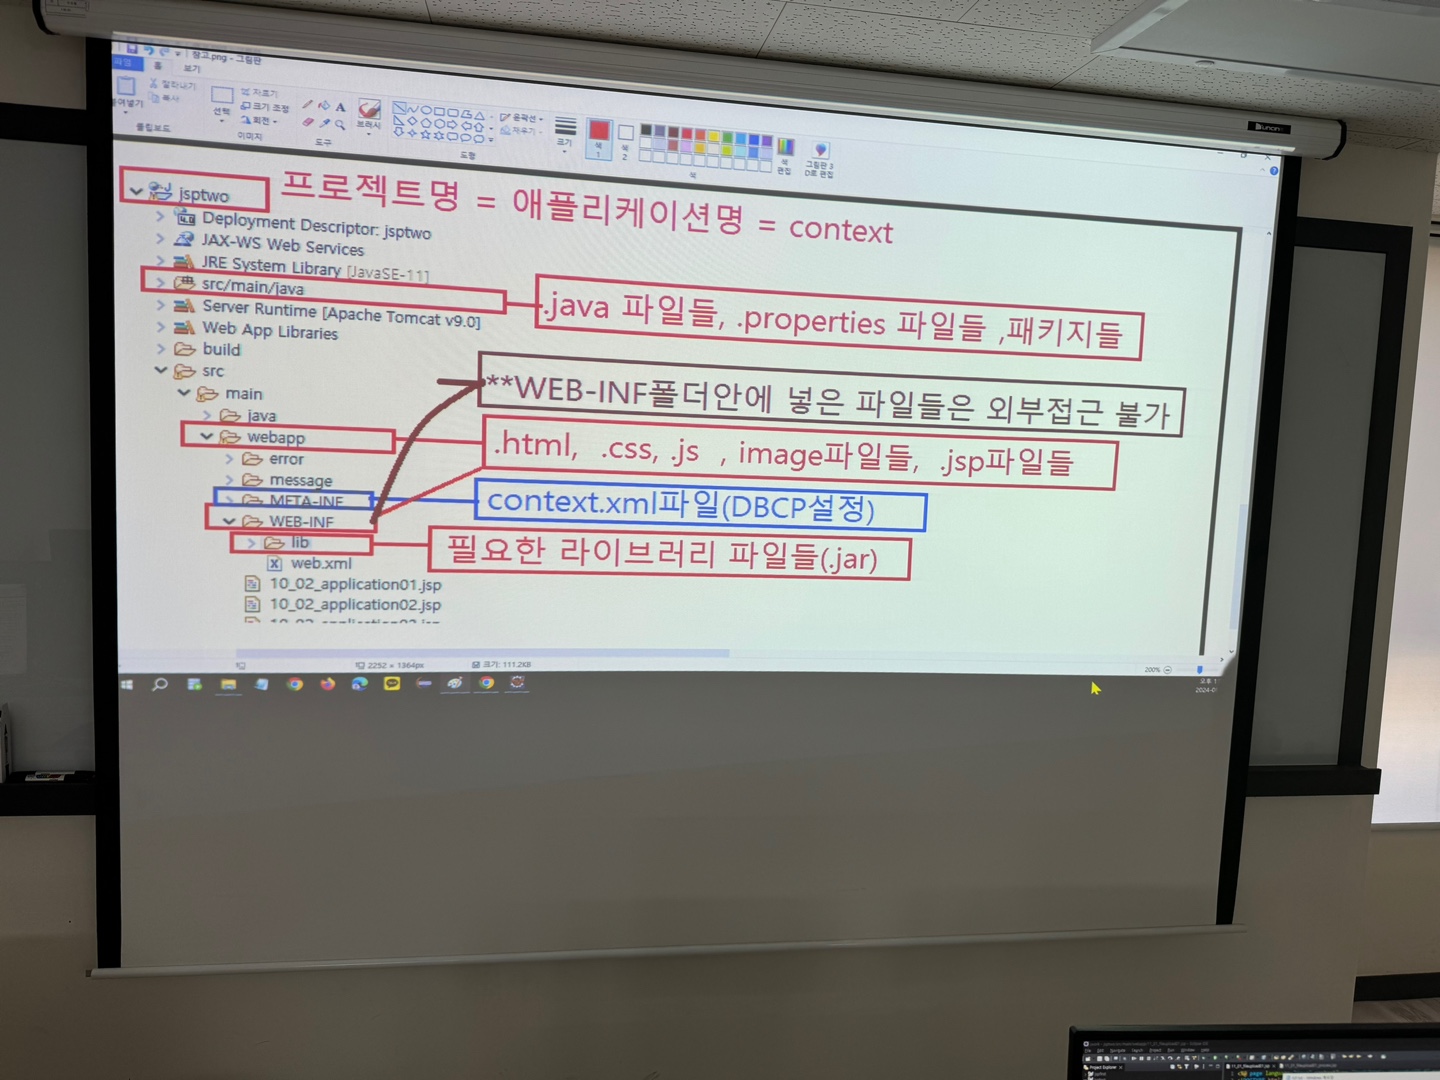 참고.png - 그림판
파일 홈 보기
붙여넣기 잘라내기 복사
클립보드
선택 자르기 크기 조정 회전
이미지
브러시
도구
도형
윤곽선
채우기
크기
색 1
색 2
색 편집
그림판 3D로 편집
색
jsptwo
프로젝트명 = 애플리케이션명 = context
Deployment Descriptor: jsptwo
JAX-WS Web Services
JRE System Library [JavaSE-11]
src/main/java
.java 파일들, .properties 파일들 ,패키지들
Server Runtime [Apache Tomcat v9.0]
Web App Libraries
build
src
**WEB-INF폴더안에 넣은 파일들은 외부접근 불가
main
java
webapp
.html, .css, .js , image파일들, .jsp파일들
error
message
META-INF
context.xml파일(DBCP설정)
WEB-INF
lib
필요한 라이브러리 파일들(.jar)
web.xml
10_02_application01.jsp
10_02_application02.jsp
2252 × 1364px
크기: 111.2KB
200%
Project Explorer